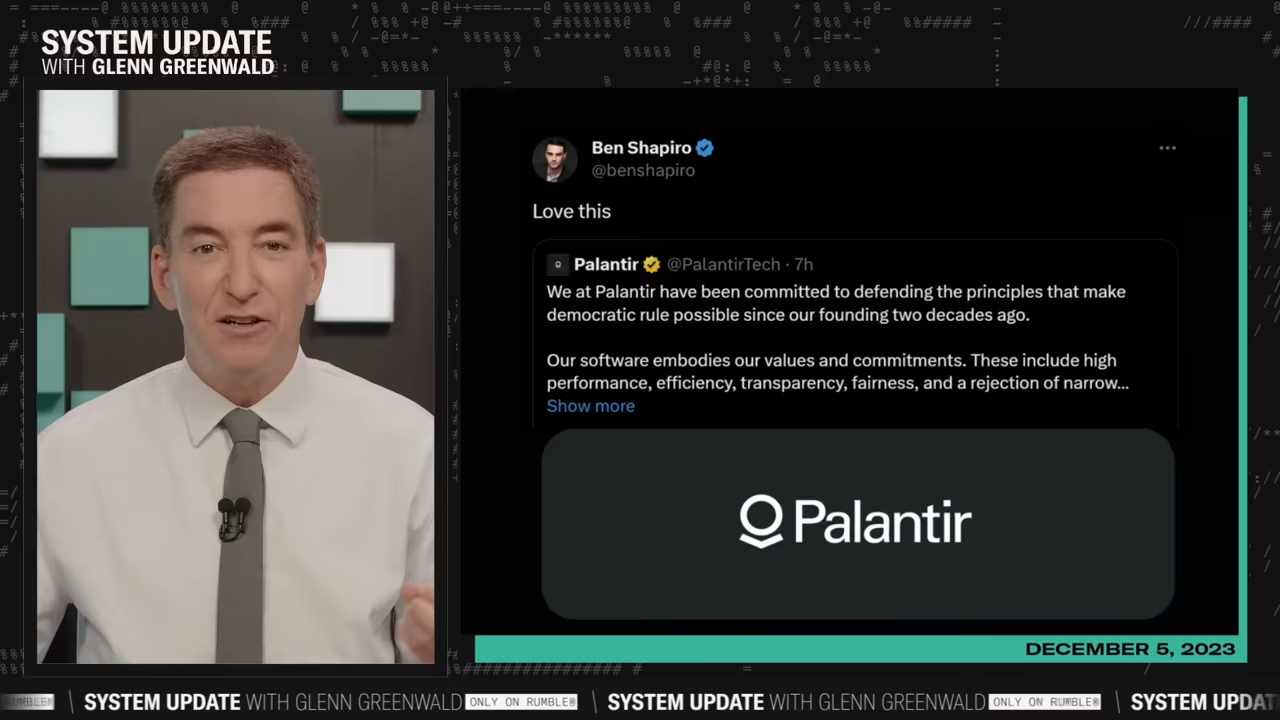 SYSTEM UPDATE
WITH GLENN GREENWALD
Ben Shapiro
@benshapiro
Love this
Palantir @PalantirTech · 7h
We at Palantir have been committed to defending the principles that make
democratic rule possible since our founding two decades ago.
Our software embodies our values and commitments. These include high
performance, efficiency, transparency, fairness, and a rejection of narrow...
Show more
Palantir
DECEMBER 5, 2023
RUMBLE® \ SYSTEM UPDATE WITH GLENN GREENWALD ONLY ON RUMBLE® \ SYSTEM UPDATE WITH GLENN GREENWALD ONLY ON RUMBLE® \ SYSTEM UPDAT